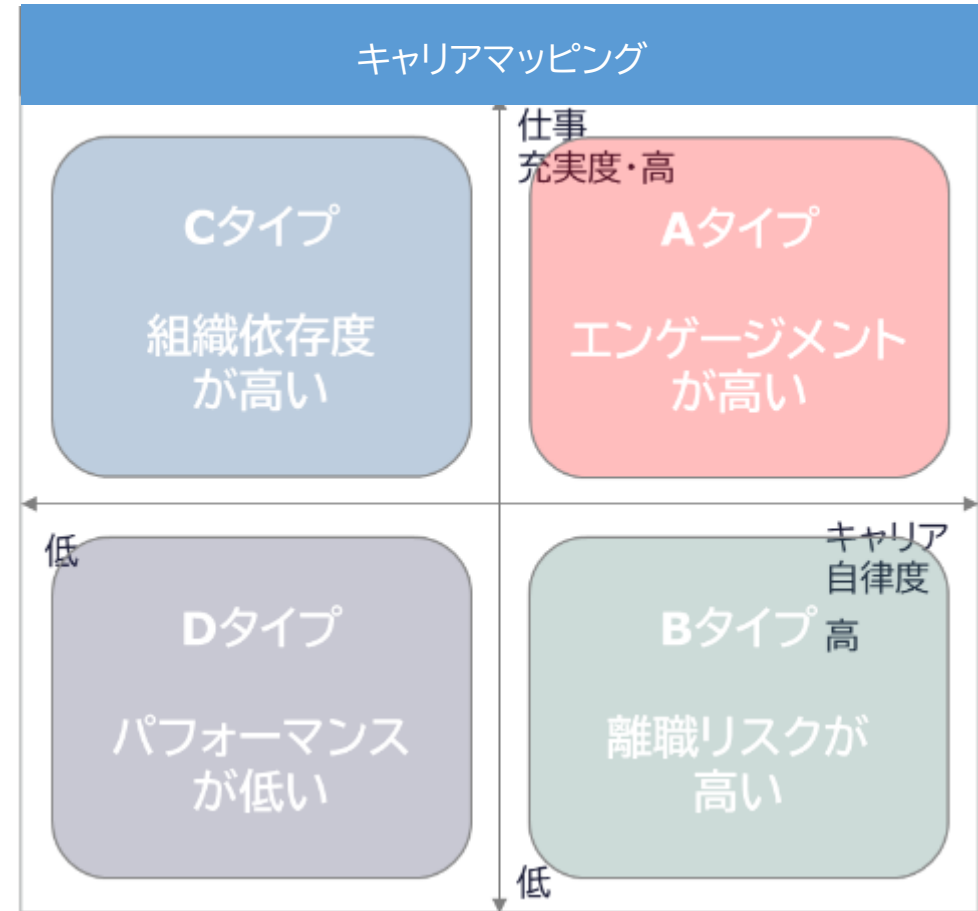 キャリアマッピング
仕事
充実度・高
Cタイプ
組織依存度
が高い
Aタイプ
エンゲージメント
が高い
低
キャリア
自律度
高
Dタイプ
パフォーマンス
が低い
Bタイプ
離職リスクが
高い
低